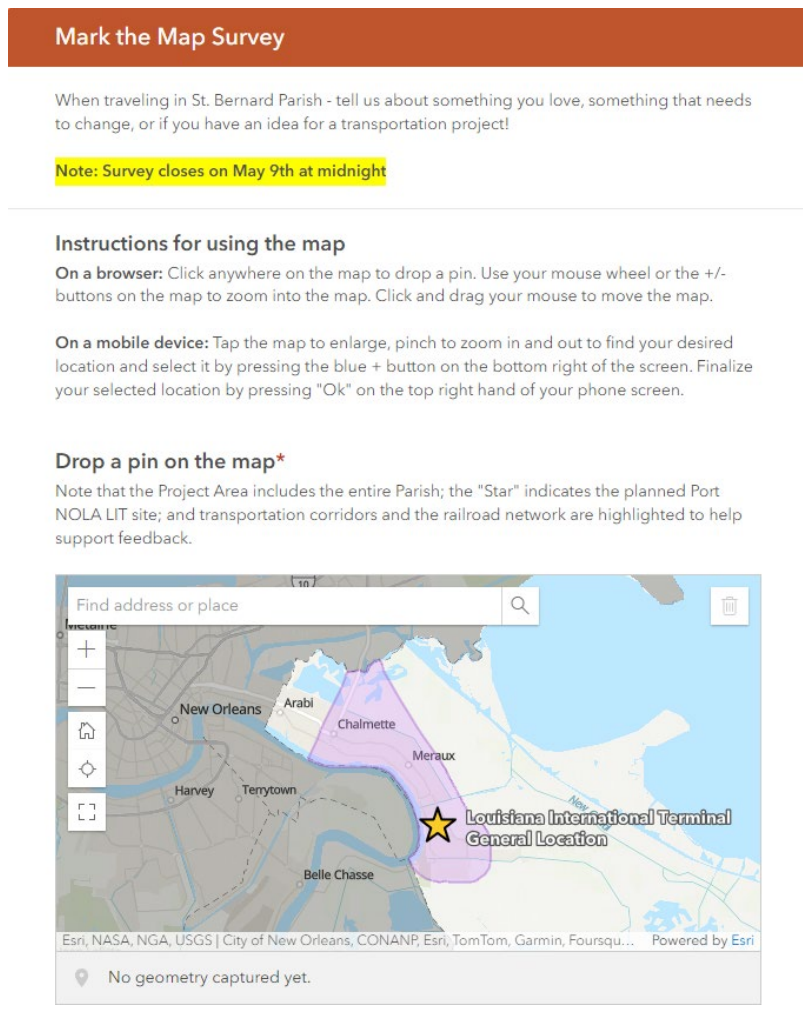 Mark the Map Survey
When traveling in St. Bernard Parish - tell us about something you love, something that needs
to change, or if you have an idea for a transportation project!
Note: Survey closes on May 9th at midnight
Instructions for using the map
On a browser: Click anywhere on the map to drop a pin. Use your mouse wheel or the +/-
buttons on the map to zoom into the map. Click and drag your mouse to move the map.
On a mobile device: Tap the map to enlarge, pinch to zoom in and out to find your desired
location and select it by pressing the blue + button on the bottom right of the screen. Finalize
your selected location by pressing "Ok" on the top right hand of your phone screen.
Drop a pin on the map*
Note that the Project Area includes the entire Parish; the "Star" indicates the planned Port
NOLA LIT site; and transportation corridors and the railroad network are highlighted to help
support feedback.
10
Find address or place
Metairie
New Orleans
Arabi
Chalmette
Meraux
Harvey
Terrytown
New
Louisiana International Terminal
General Location
Belle Chasse
Esri, NASA, NGA, USGS | City of New Orleans, CONANP, Esri, TomTom, Garmin, Foursqu...
Powered by Esri
No geometry captured yet.